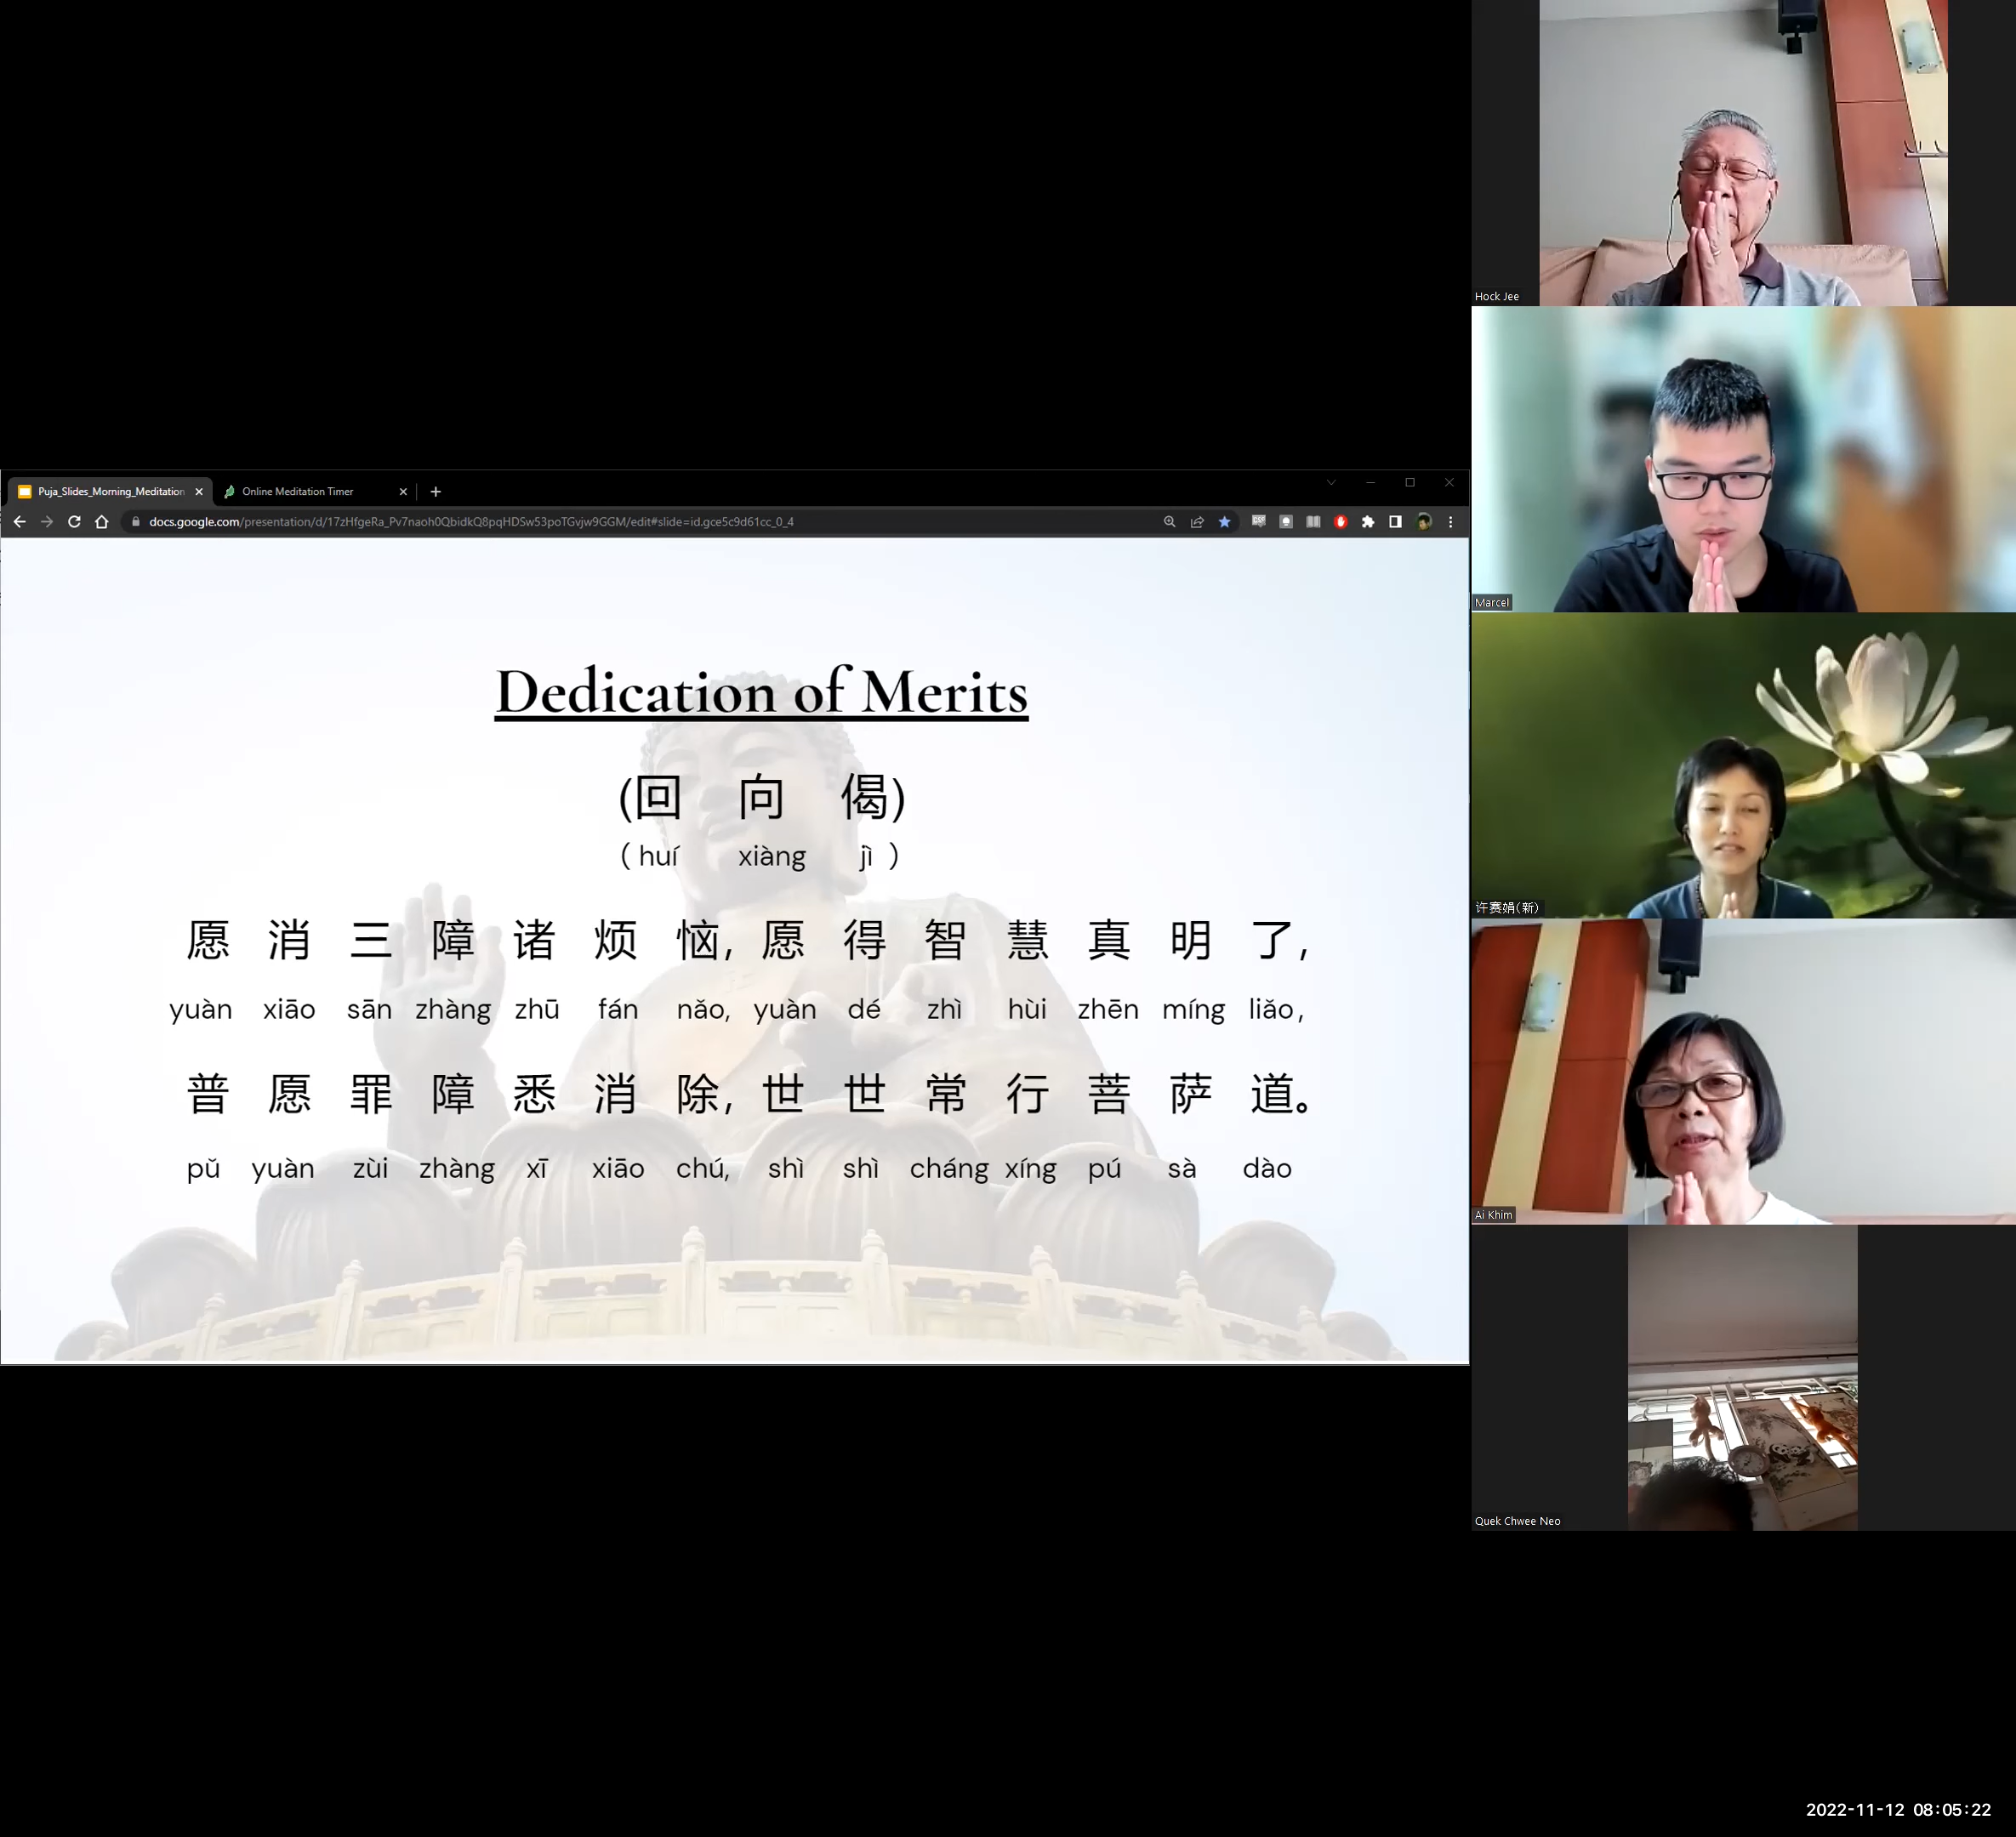 Puja_Slides_Morning_Meditation
Online Meditation Timer
docs.google.com/presentation/d/17zHfgeRa_Pv7naoh0QbidkQ8pqHDSw53poTGvjw9GGM/edit#slide=id.gce5c9d61cc_0_4
Dedication of Merits
(回 向 偈)
( huí xiàng jì )
愿 消 三 障 诸 烦 恼, 愿 得 智 慧 真 明 了,
yuàn xiāo sān zhàng zhū fán nǎo, yuàn dé zhì hùi zhēn míng liǎo,
普 愿 罪 障 悉 消 除, 世 世 常 行 菩 萨 道。
pǔ yuàn zùi zhàng xī xiāo chú, shì shì cháng xíng pú sà dào
Hock Jee
Marcel
许赛娟(新)
Ai Khim
Quek Chwee Neo
2022-11-12 08:05:22